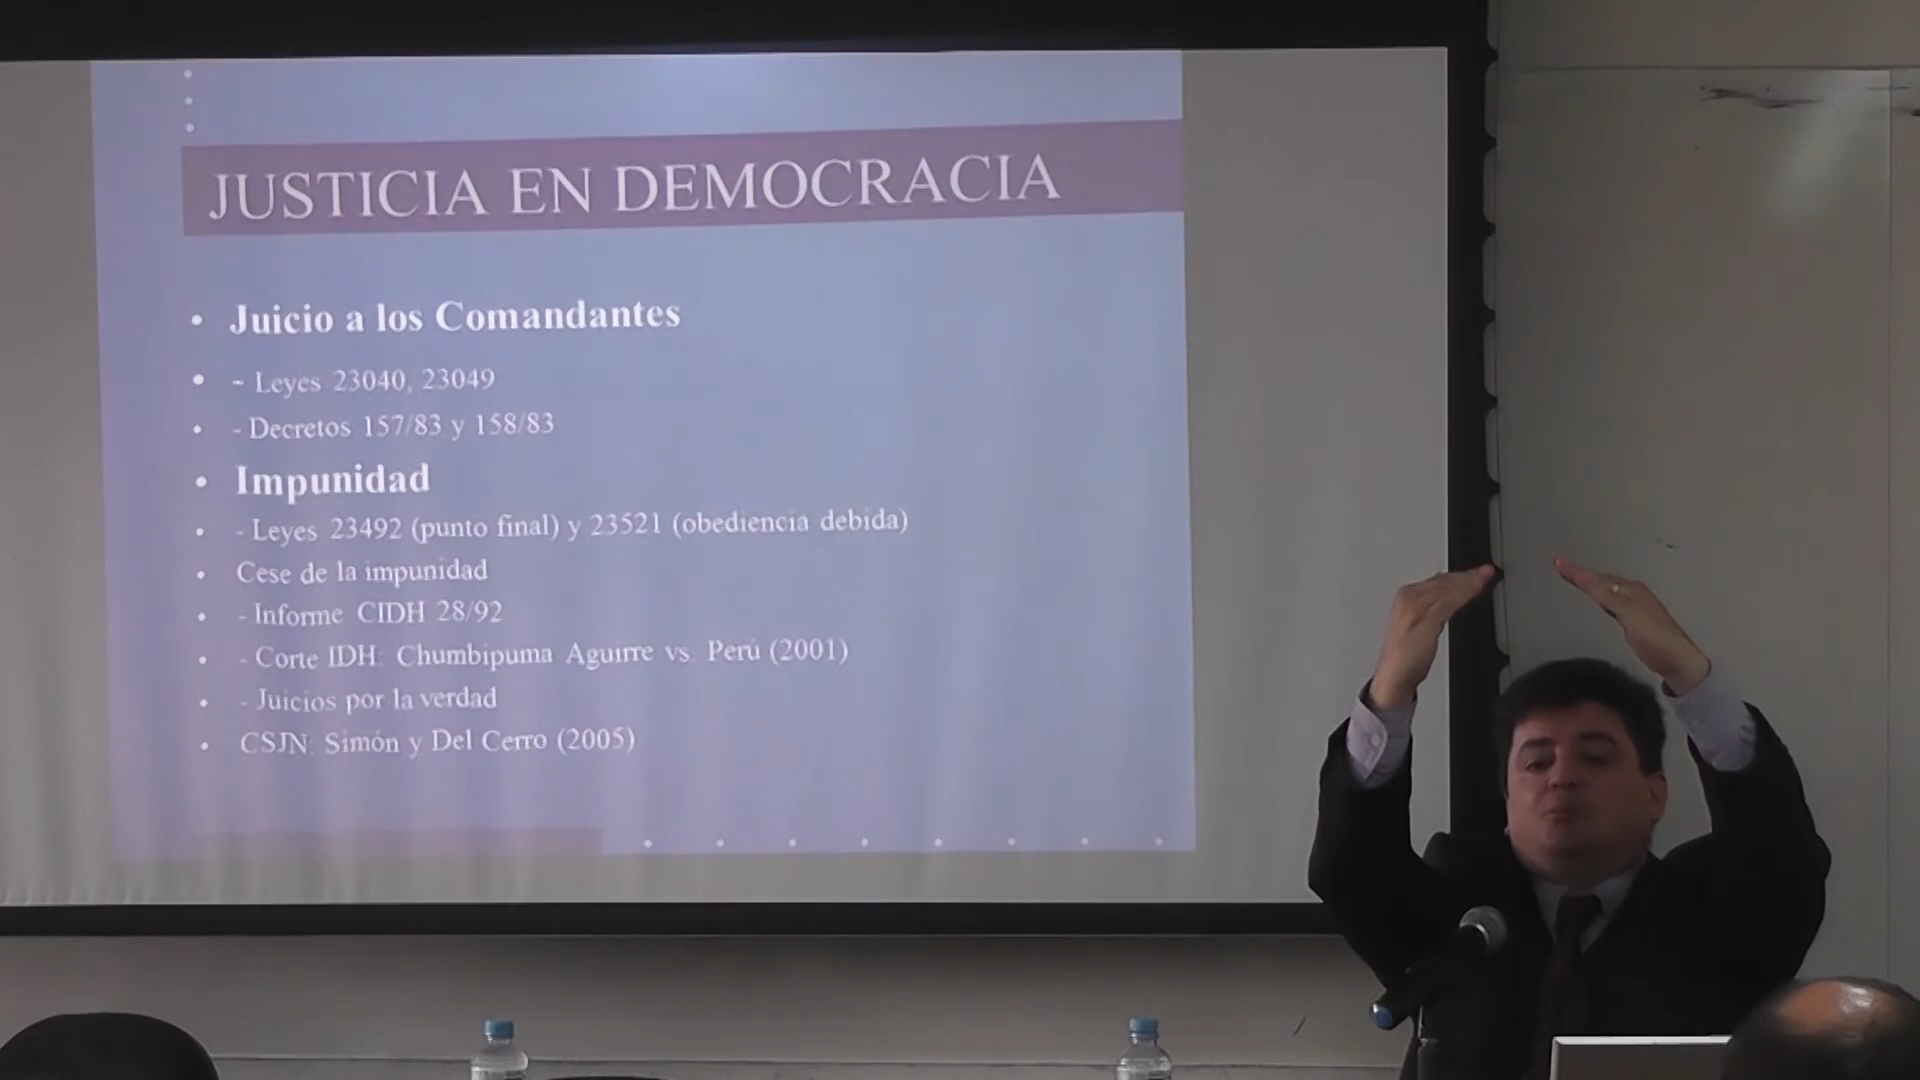 JUSTICIA EN DEMOCRACIA
• Juicio a los Comandantes
• - Leyes 23040, 23049
• - Decretos 157/83 y 158/83
• Impunidad
• - Leyes 23492 (punto final) y 23521 (obediencia debida)
• Cese de la impunidad
• - Informe CIDH 28/92
• - Corte IDH: Chumbipuma Aguirre vs. Perú (2001)
• - Juicios por la verdad
• CSJN: Simón y Del Cerro (2005)